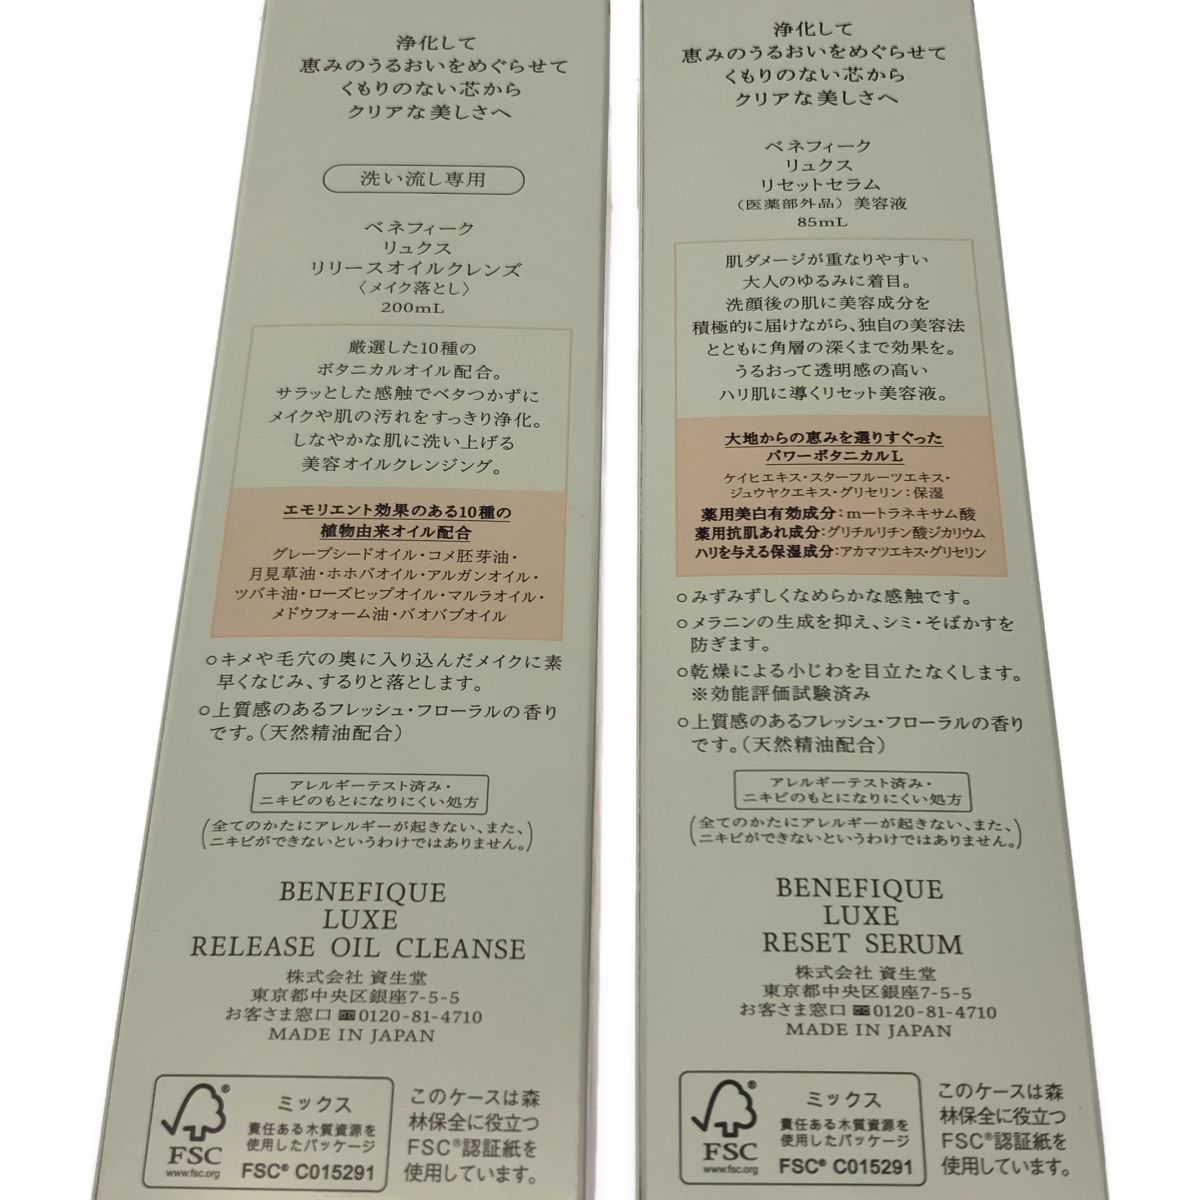 浄化して
恵みのうるおいをめぐらせて
くもりのない芯から
クリアな美しさへ
洗い流し専用
ベネフィーク
リュクス
リリースオイルクレンズ
〈メイク落とし〉
200mL
厳選した10種の
ボタニカルオイル配合。
サラッとした感触でベタつかずに
メイクや肌の汚れをすっきり浄化。
しなやかな肌に洗い上げる
美容オイルクレンジング。
エモリエント効果のある10種の
植物由来オイル配合
グレープシードオイル・コメ胚芽油・
月見草油・ホホバオイル・アルガンオイル・
ツバキ油・ローズヒップオイル・マルラオイル・
メドウフォーム油・バオバブオイル
○キメや毛穴の奥に入り込んだメイクに素
早くなじみ、するりと落とします。
○上質感のあるフレッシュ・フローラルの香り
です。（天然精油配合）
アレルギーテスト済み・
ニキビのもとになりにくい処方
（全てのかたにアレルギーが起きない、また、
ニキビができないというわけではありません。）
BENEFIQUE
LUXE
RELEASE OIL CLEANSE
株式会社 資生堂
東京都中央区銀座7-5-5
お客さま窓口 0120-81-4710
MADE IN JAPAN
FSC®
www.fsc.org
ミックス
責任ある木質資源を
使用したパッケージ
FSC® C015291
このケースは森
林保全に役立つ
FSC®認証紙を
使用しています。
浄化して
恵みのうるおいをめぐらせて
くもりのない芯から
クリアな美しさへ
ベネフィーク
リュクス
リセットセラム
（医薬部外品）美容液
85mL
肌ダメージが重なりやすい
大人のゆるみに着目。
洗顔後の肌に美容成分を
積極的に届けながら、独自の美容法
とともに角層の深くまで効果を。
うるおって透明感の高い
ハリ肌に導くリセット美容液。
大地からの恵みを選りすぐった
パワーボタニカルL
ケイヒエキス・スターフルーツエキス・
ジュウヤクエキス・グリセリン：保湿
薬用美白有効成分：m－トラネキサム酸
薬用抗肌あれ成分：グリチルリチン酸ジカリウム
ハリを与える保湿成分：アカマツエキス・グリセリン
○みずみずしくなめらかな感触です。
○メラニンの生成を抑え、シミ・そばかすを
防ぎます。
○乾燥による小じわを目立たなくします。
※効能評価試験済み
○上質感のあるフレッシュ・フローラルの香り
です。（天然精油配合）
アレルギーテスト済み・
ニキビのもとになりにくい処方
（全てのかたにアレルギーが起きない、また、
ニキビができないというわけではありません。）
BENEFIQUE
LUXE
RESET SERUM
株式会社 資生堂
東京都中央区銀座7-5-5
お客さま窓口 0120-81-4710
MADE IN JAPAN
FSC®
www.fsc.org
ミックス
責任ある木質資源を
使用したパッケージ
FSC® C015291
このケースは森
林保全に役立つ
FSC®認証紙を
使用しています。